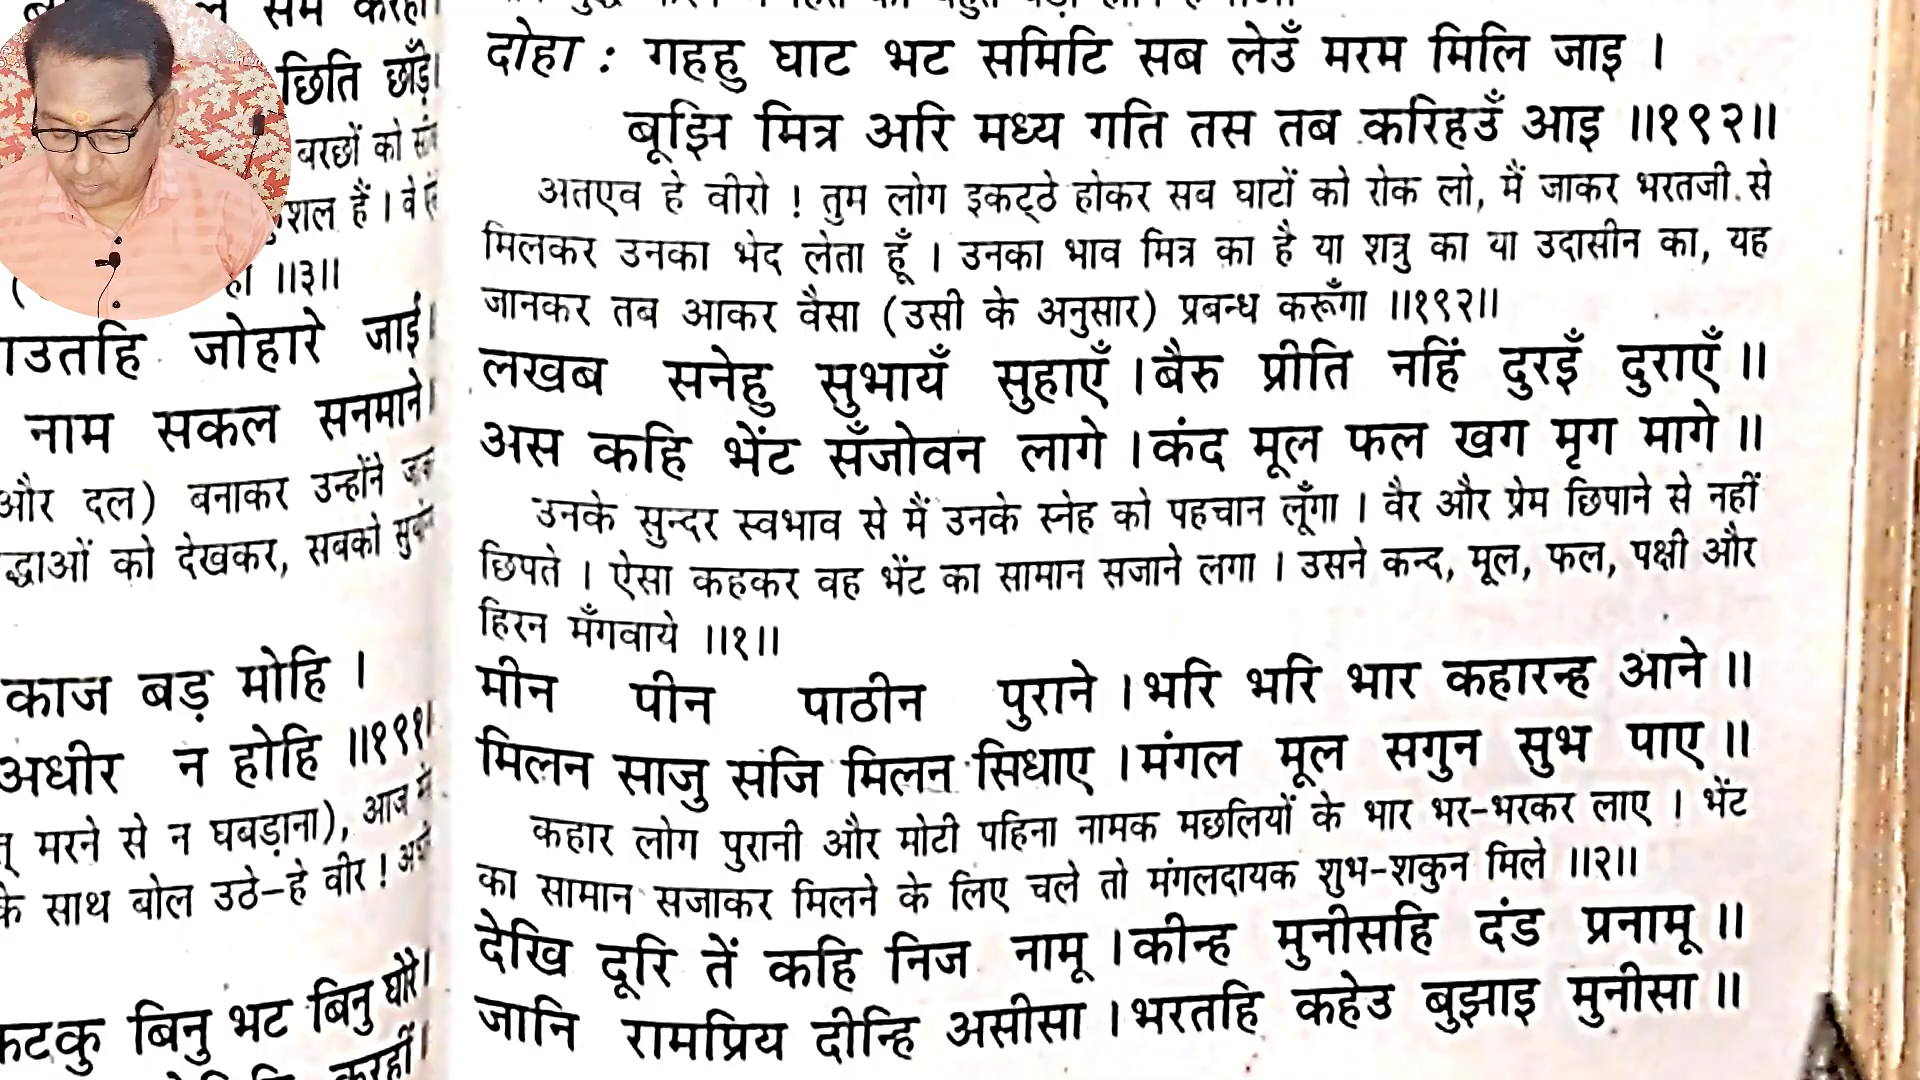 सम करहीं
छिति छाँड़े।
बरछों को
कुशल हैं । वे
॥३॥
जोहारे जाई।
नाम सकल सनमाने।
और दल) बनाकर उन्होंने
द्धाओं को देखकर, सबको
काज बड़ मोहि ।
अधीर न होहि ॥१९१॥
मरने से न घबड़ाना), आज
के साथ बोल उठे-हे वीर !
कटकु बिनु भट बिनु घोरे।
करहीं।
दोहा : गहहु घाट भट समिटि सब लेउँ मरम मिलि जाइ ।
बूझि मित्र अरि मध्य गति तस तब करिहउँ आइ ॥१९२॥
अतएव हे वीरो ! तुम लोग इकट्ठे होकर सब घाटों को रोक लो, मैं जाकर भरतजी से
मिलकर उनका भेद लेता हूँ । उनका भाव मित्र का है या शत्रु का या उदासीन का, यह
जानकर तब आकर वैसा (उसी के अनुसार) प्रबन्ध करूँगा ॥१९२॥
लखब सनेहु सुभायँ सुहाएँ । बैरु प्रीति नहिं दुरइँ दुराएँ ॥
अस कहि भेंट सँजोवन लागे । कंद मूल फल खग मृग मागे ॥
उनके सुन्दर स्वभाव से मैं उनके स्नेह को पहचान लूँगा । वैर और प्रेम छिपाने से नहीं
छिपते । ऐसा कहकर वह भेंट का सामान सजाने लगा । उसने कन्द, मूल, फल, पक्षी और
हिरन मँगवाये ॥१॥
मीन पीन पाठीन पुराने । भरि भरि भार कहारन्ह आने ॥
मिलन साजु सजि मिलन सिधाए । मंगल मूल सगुन सुभ पाए ॥
कहार लोग पुरानी और मोटी पहिना नामक मछलियों के भार भर-भरकर लाए । भेंट
का सामान सजाकर मिलने के लिए चले तो मंगलदायक शुभ-शकुन मिले ॥२॥
देखि दूरि तें कहि निज नामू । कीन्ह मुनीसहि दंड प्रनामू ॥
जानि रामप्रिय दीन्हि असीसा । भरतहि कहेउ बुझाइ मुनीसा ॥